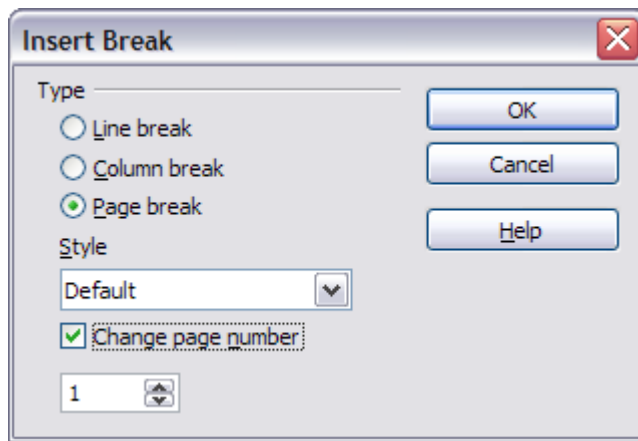 Insert Break
Type
Line break
Column break
Page break
Style
Default
Change page number
1
OK
Cancel
Help